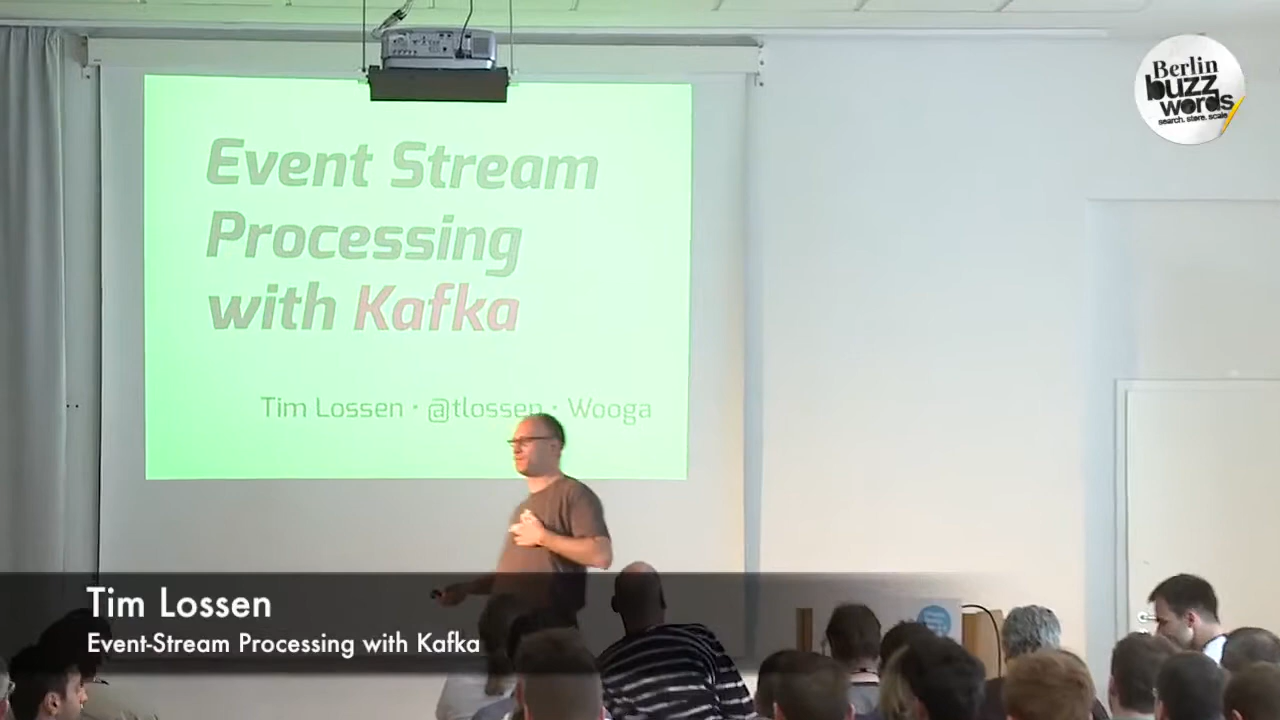 Berlin
buzz
words
search. store. scale
Event Stream
Processing
with Kafka
Tim Lossen · @tlossen · Wooga
Tim Lossen
Event-Stream Processing with Kafka